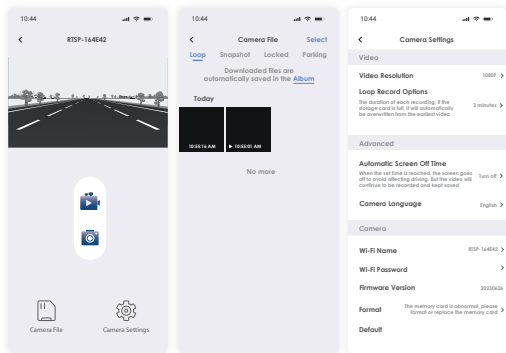 10:44
RTSP-164E42
Camera File
Camera Settings
10:44
Camera File
Select
Loop
Snapshot
Locked
Parking
Downloaded files are
automatically saved in the Album
Today
10:55:16 AM
10:55:01 AM
No more
10:44
Camera Settings
Video
Video Resolution
1080P
Loop Record Options
The duration of each recording, if the
storage card is full, it will automatically
be overwritten from the earliest video
3 minutes
Advanced
Automatic Screen Off Time
When the set time is reached, the screen goes
off to avoid affecting driving. But the video will
continue to be recorded and kept saved
Turn off
Camera Language
English
Camera
Wi-Fi Name
RTSP-164E42
Wi-Fi Password
Firmware Version
20230626
Format
The memory card is abnormal, please
format or replace the memory card
Default